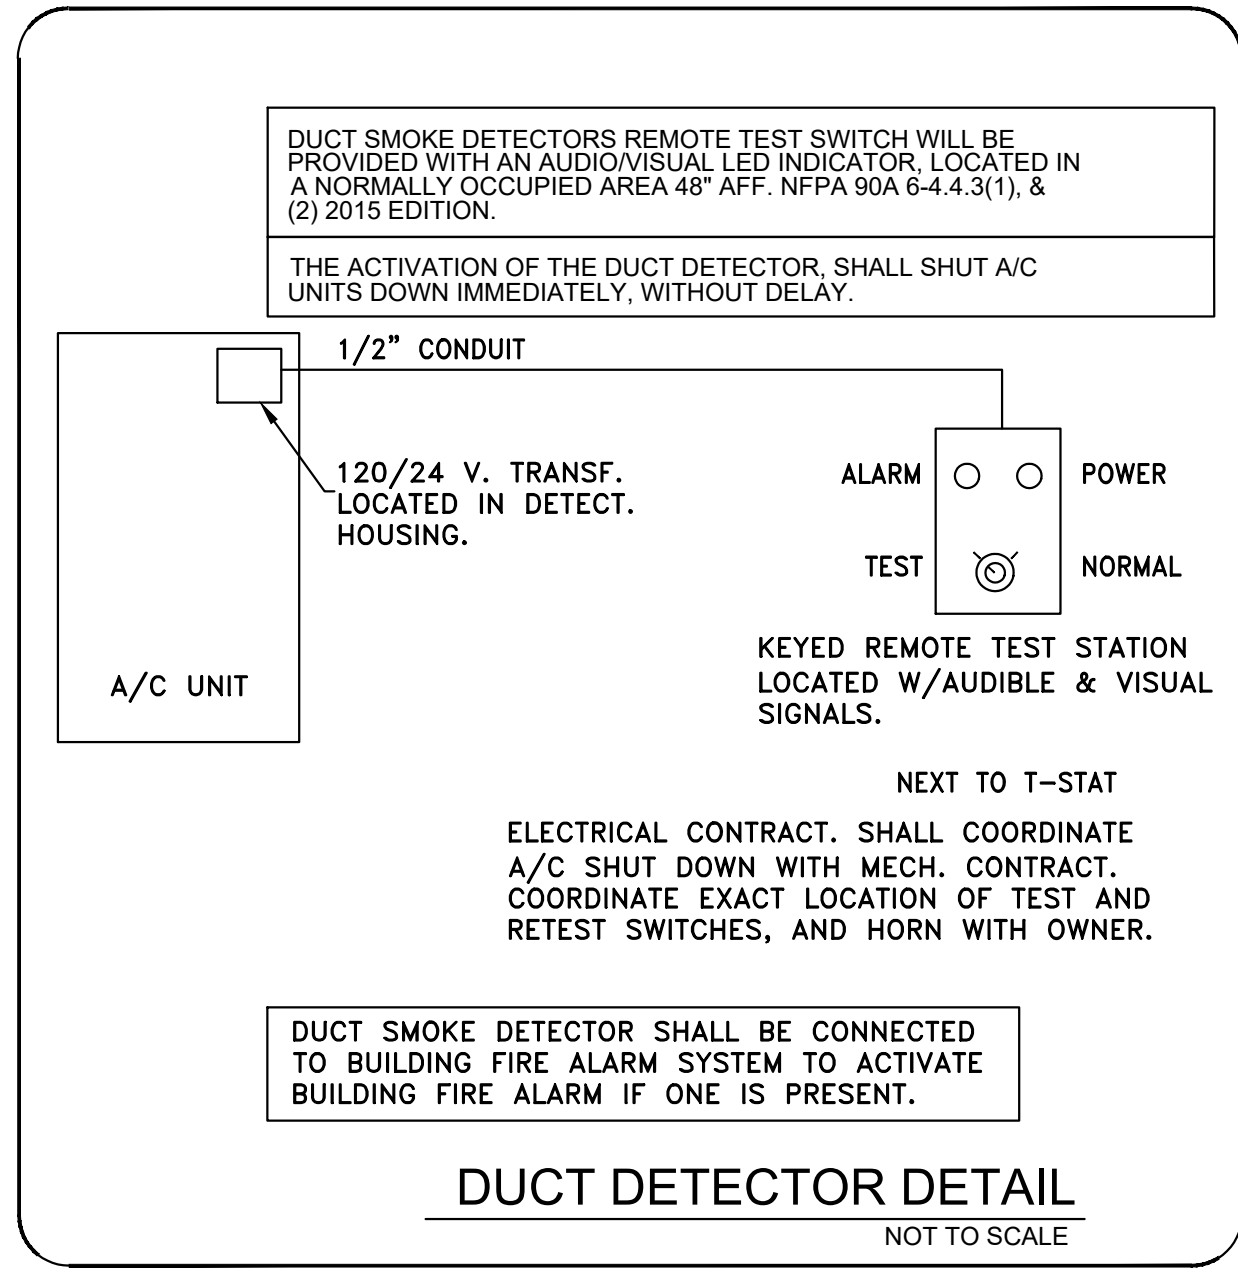 DUCT SMOKE DETECTORS REMOTE TEST SWITCH WILL BE
PROVIDED WITH AN AUDIO/VISUAL LED INDICATOR, LOCATED IN
A NORMALLY OCCUPIED AREA 48" AFF. NFPA 90A 6-4.4.3(1), &
(2) 2015 EDITION.
THE ACTIVATION OF THE DUCT DETECTOR, SHALL SHUT A/C
UNITS DOWN IMMEDIATELY, WITHOUT DELAY.
1/2” CONDUIT
120/24 V. TRANSF.
LOCATED IN DETECT.
HOUSING.
A/C UNIT
ALARM
POWER
TEST
NORMAL
KEYED REMOTE TEST STATION
LOCATED W/AUDIBLE & VISUAL
SIGNALS.
NEXT TO T-STAT
ELECTRICAL CONTRACT. SHALL COORDINATE
A/C SHUT DOWN WITH MECH. CONTRACT.
COORDINATE EXACT LOCATION OF TEST AND
RETEST SWITCHES, AND HORN WITH OWNER.
DUCT SMOKE DETECTOR SHALL BE CONNECTED
TO BUILDING FIRE ALARM SYSTEM TO ACTIVATE
BUILDING FIRE ALARM IF ONE IS PRESENT.
DUCT DETECTOR DETAIL
NOT TO SCALE